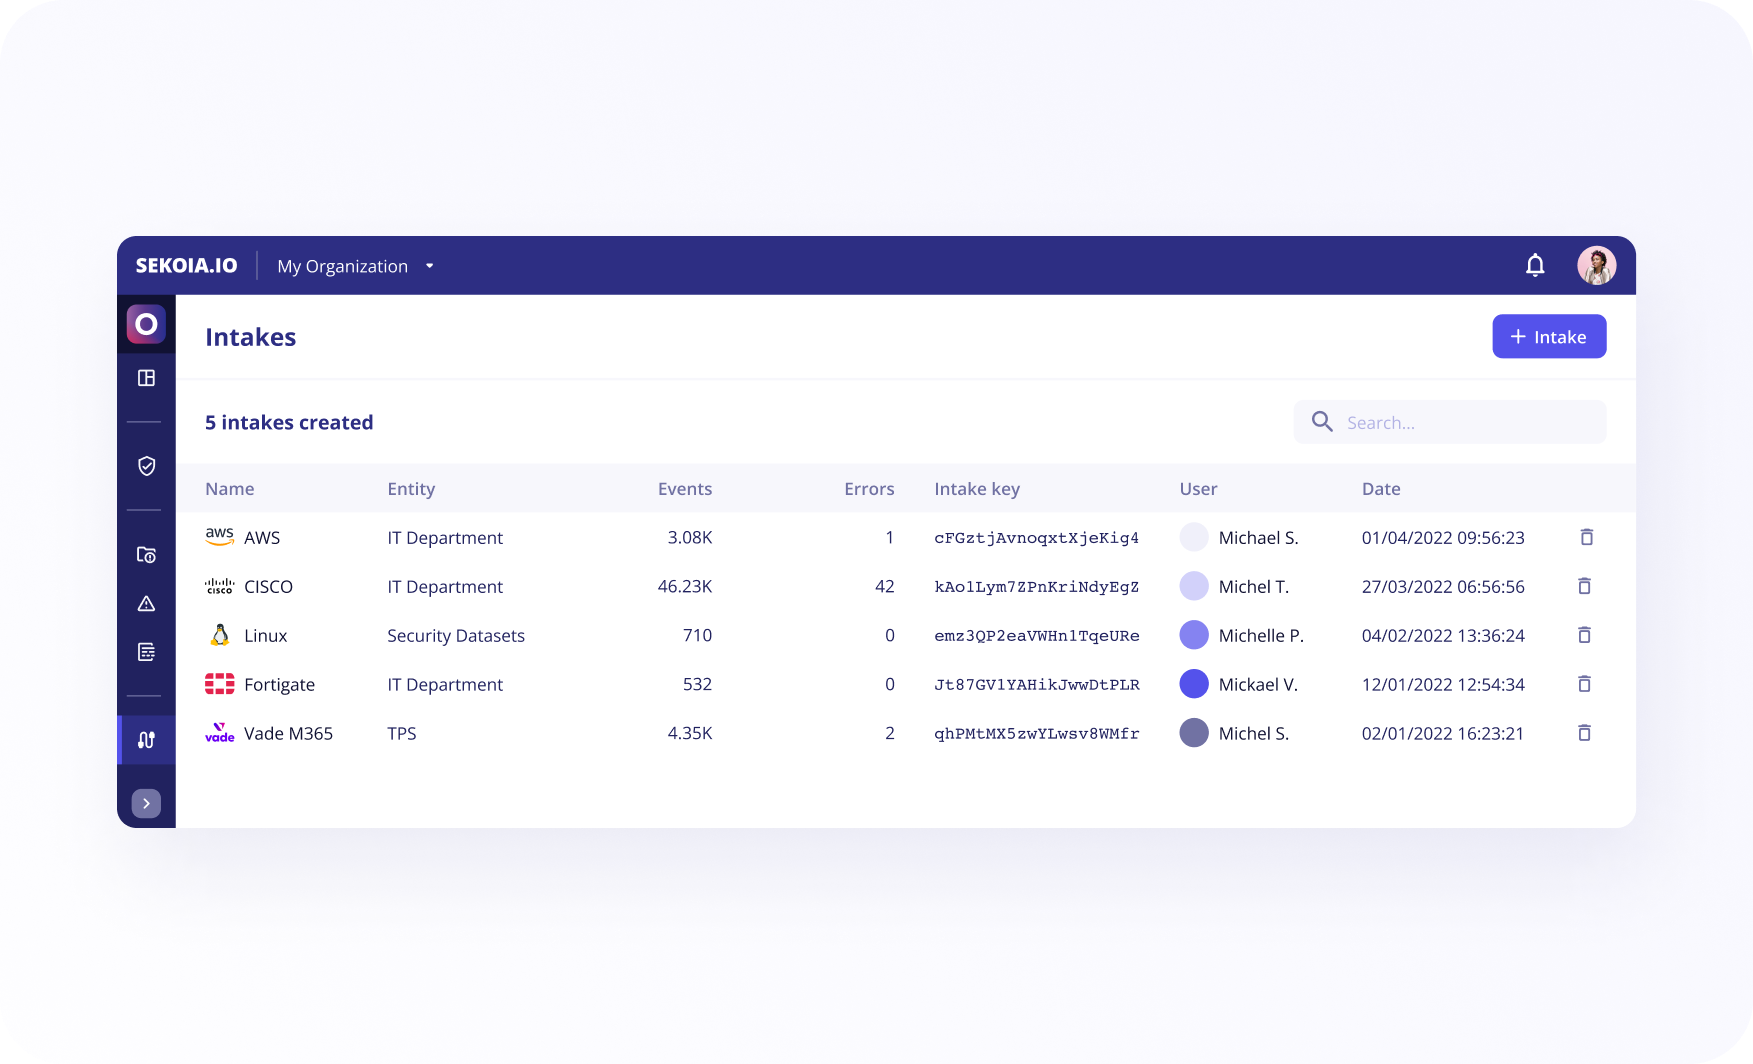 SEKOIA.IO My Organization
Intakes + Intake
5 intakes created Search...
Name Entity Events Errors Intake key User Date
aws AWS IT Department 3.08K 1 cFGztjAvnoqxtXjeKig4 Michael S. 01/04/2022 09:56:23
cisco CISCO IT Department 46.23K 42 kAo1Lym7ZPnKriNdyEgZ Michel T. 27/03/2022 06:56:56
Linux Security Datasets 710 0 emz3QP2eaVWHn1TqeURe Michelle P. 04/02/2022 13:36:24
Fortigate IT Department 532 0 Jt87GV1YAHikJwwDtPLR Mickael V. 12/01/2022 12:54:34
vade Vade M365 TPS 4.35K 2 qhPMtMX5zwYLwsv8WMfr Michel S. 02/01/2022 16:23:21